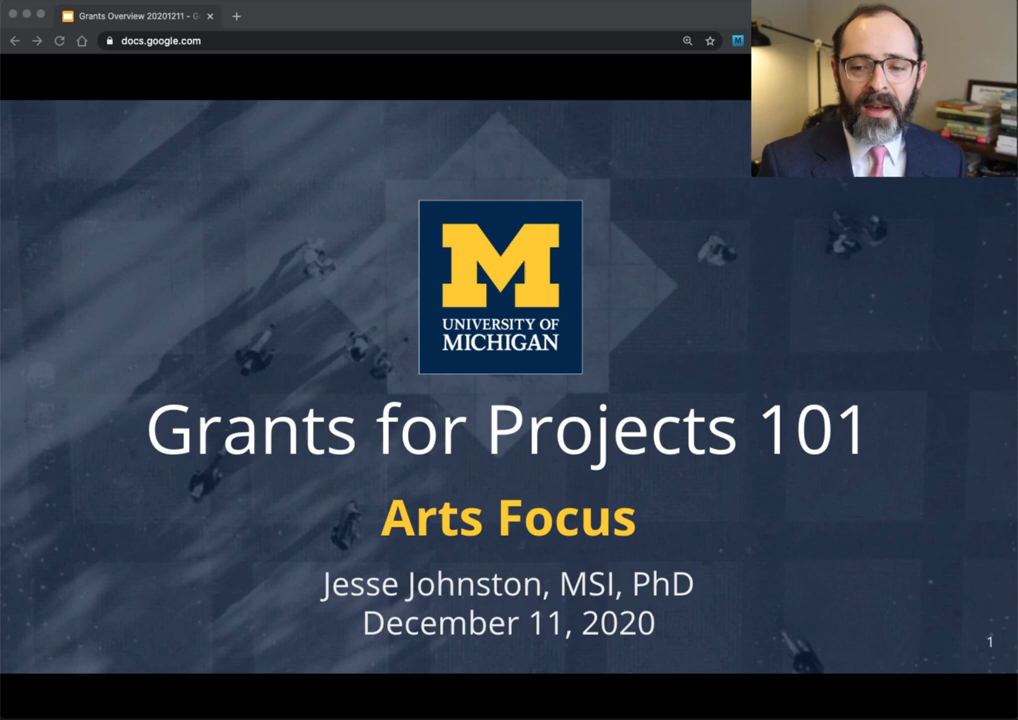 Grants Overview 20201211 - G
docs.google.com
M
M
UNIVERSITY OF
MICHIGAN
Grants for Projects 101
Arts Focus
Jesse Johnston, MSI, PhD
December 11, 2020
1